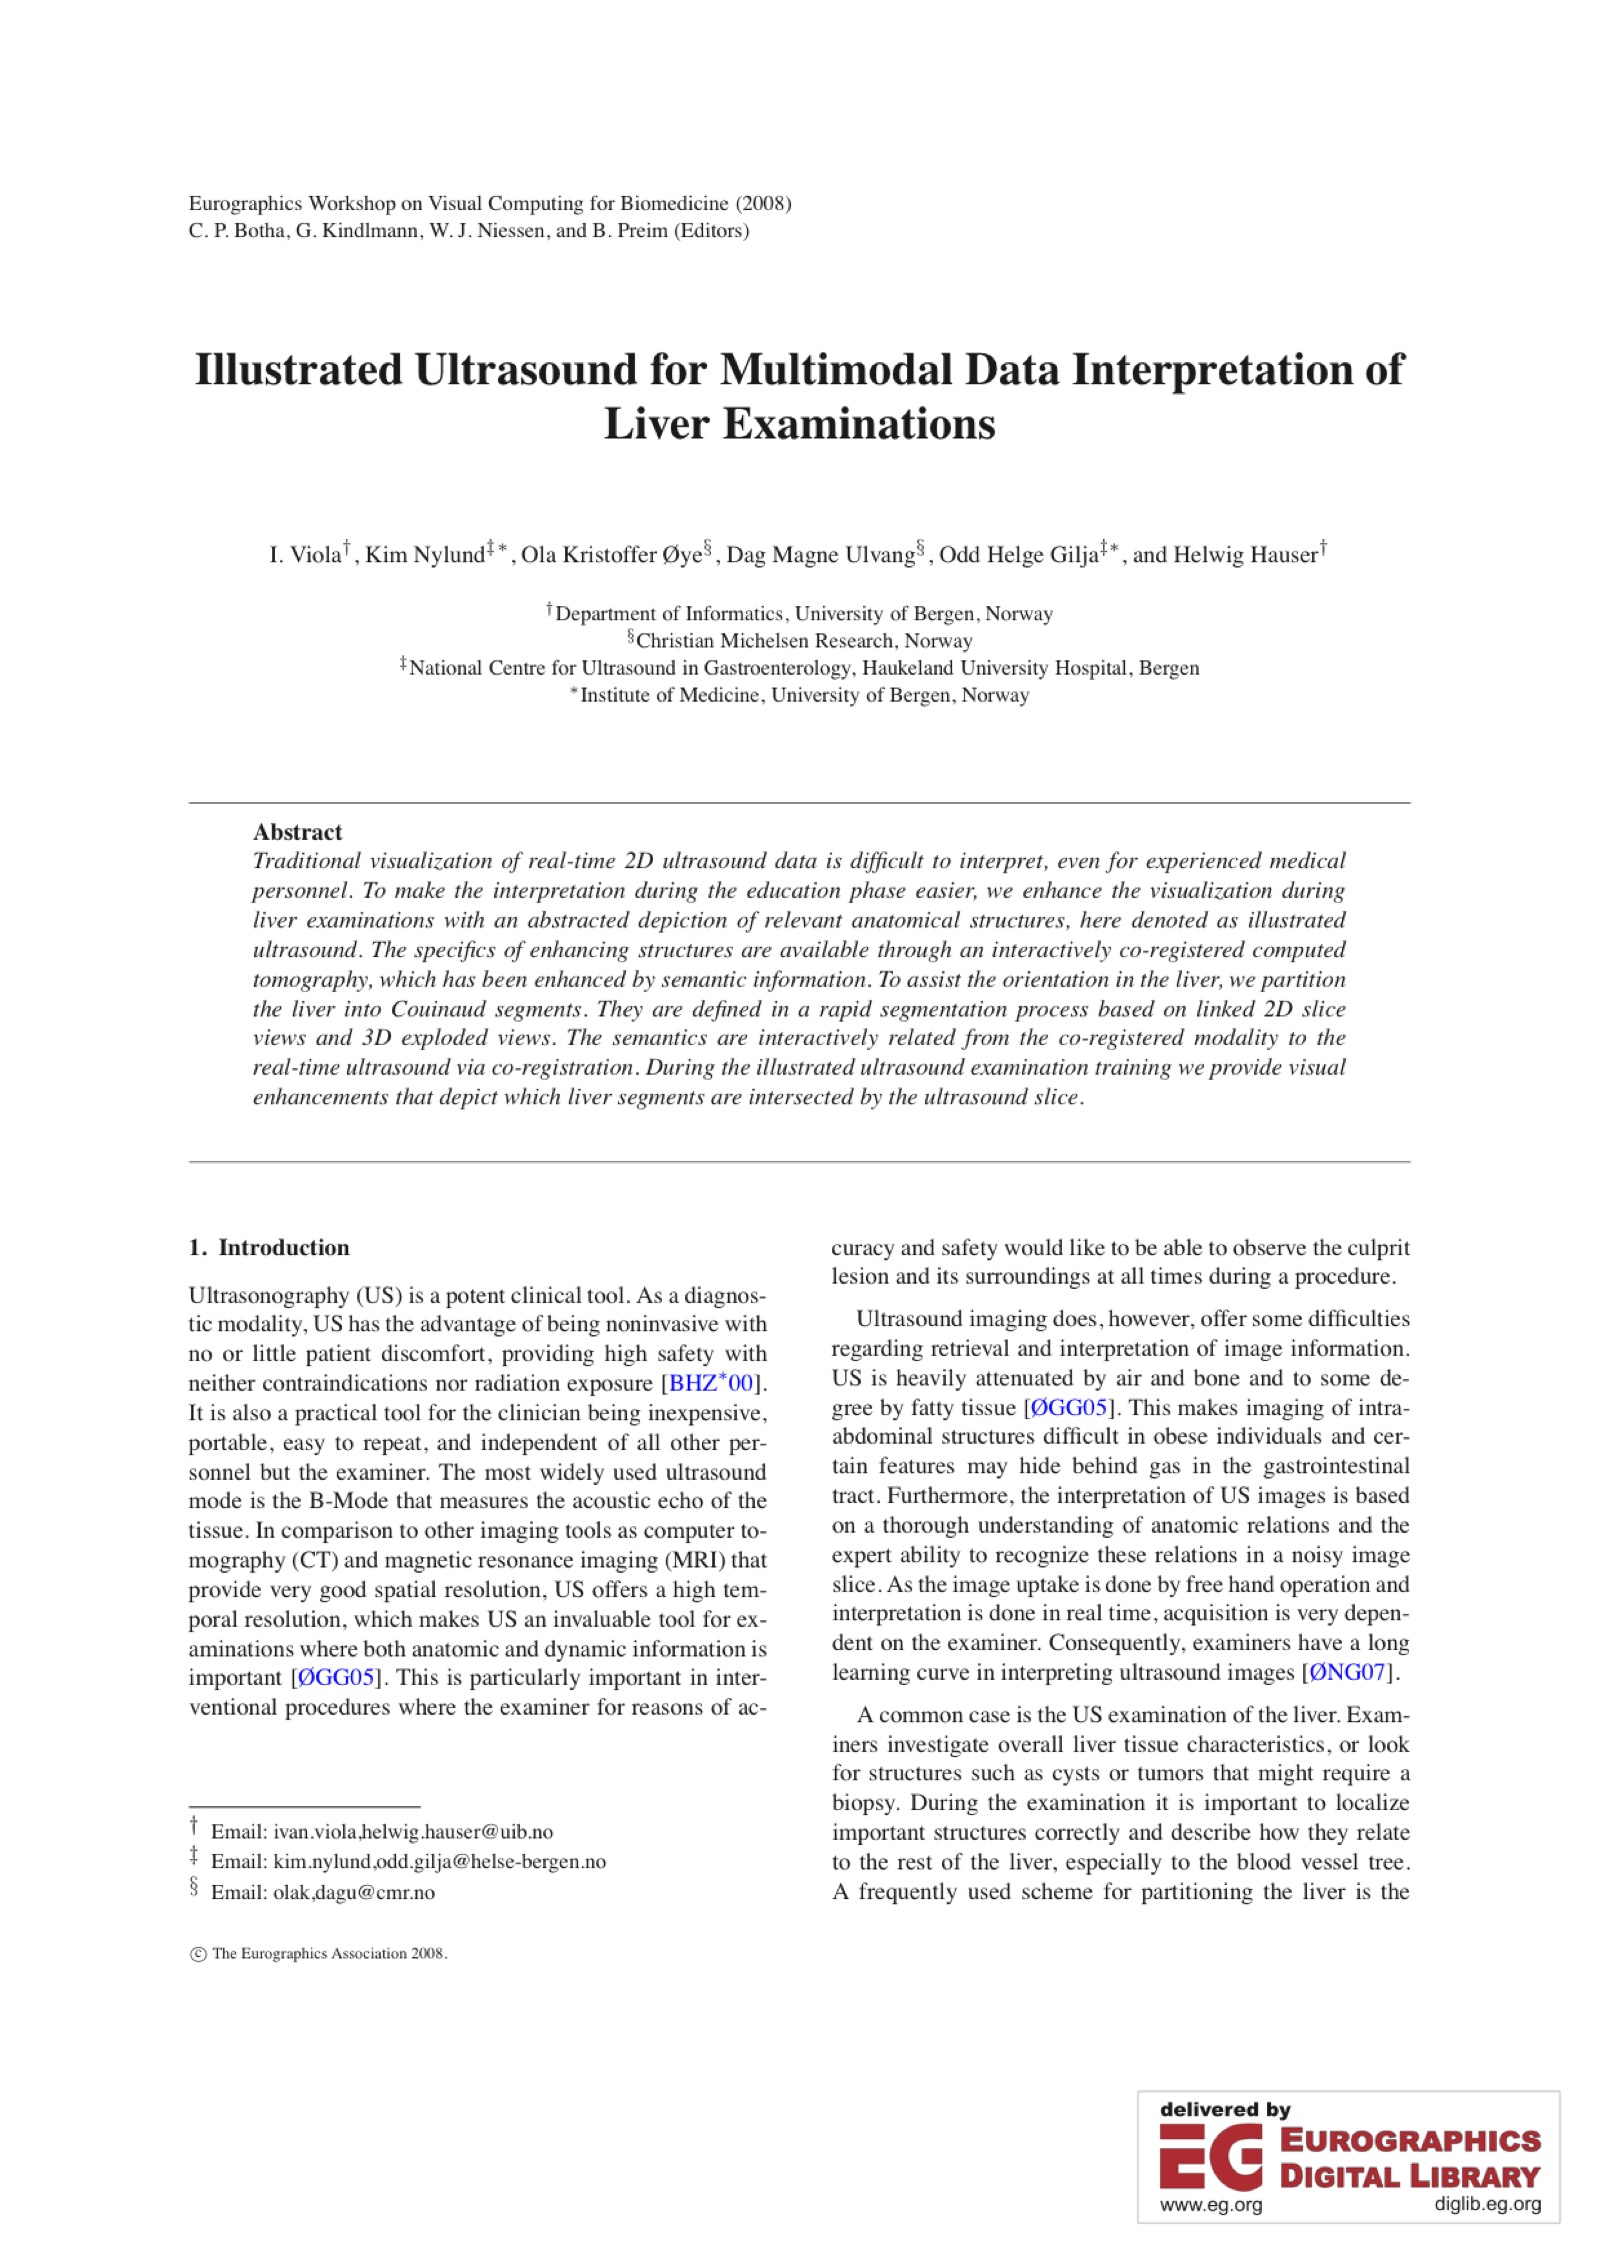 Eurographics Workshop on Visual Computing for Biomedicine (2008)
C. P. Botha, G. Kindlmann, W. J. Niessen, and B. Preim (Editors)
Illustrated Ultrasound for Multimodal Data Interpretation of
Liver Examinations
I. Viola†, Kim Nylund‡*, Ola Kristoffer Øye§, Dag Magne Ulvang§, Odd Helge Gilja‡*, and Helwig Hauser†
†Department of Informatics, University of Bergen, Norway
§Christian Michelsen Research, Norway
‡National Centre for Ultrasound in Gastroenterology, Haukeland University Hospital, Bergen
*Institute of Medicine, University of Bergen, Norway
Abstract
Traditional visualization of real-time 2D ultrasound data is difficult to interpret, even for experienced medical
personnel. To make the interpretation during the education phase easier, we enhance the visualization during
liver examinations with an abstracted depiction of relevant anatomical structures, here denoted as illustrated
ultrasound. The specifics of enhancing structures are available through an interactively co-registered computed
tomography, which has been enhanced by semantic information. To assist the orientation in the liver, we partition
the liver into Couinaud segments. They are defined in a rapid segmentation process based on linked 2D slice
views and 3D exploded views. The semantics are interactively related from the co-registered modality to the
real-time ultrasound via co-registration. During the illustrated ultrasound examination training we provide visual
enhancements that depict which liver segments are intersected by the ultrasound slice.
1. Introduction
Ultrasonography (US) is a potent clinical tool. As a diagnos-
tic modality, US has the advantage of being noninvasive with
no or little patient discomfort, providing high safety with
neither contraindications nor radiation exposure [BHZ*00].
It is also a practical tool for the clinician being inexpensive,
portable, easy to repeat, and independent of all other per-
sonnel but the examiner. The most widely used ultrasound
mode is the B-Mode that measures the acoustic echo of the
tissue. In comparison to other imaging tools as computer to-
mography (CT) and magnetic resonance imaging (MRI) that
provide very good spatial resolution, US offers a high tem-
poral resolution, which makes US an invaluable tool for ex-
aminations where both anatomic and dynamic information is
important [ØGG05]. This is particularly important in inter-
ventional procedures where the examiner for reasons of ac-
† Email: ivan.viola,helwig.hauser@uib.no
‡ Email: kim.nylund,odd.gilja@helse-bergen.no
§ Email: olak,dagu@cmr.no
© The Eurographics Association 2008.
curacy and safety would like to be able to observe the culprit
lesion and its surroundings at all times during a procedure.
Ultrasound imaging does, however, offer some difficulties
regarding retrieval and interpretation of image information.
US is heavily attenuated by air and bone and to some de-
gree by fatty tissue [ØGG05]. This makes imaging of intra-
abdominal structures difficult in obese individuals and cer-
tain features may hide behind gas in the gastrointestinal
tract. Furthermore, the interpretation of US images is based
on a thorough understanding of anatomic relations and the
expert ability to recognize these relations in a noisy image
slice. As the image uptake is done by free hand operation and
interpretation is done in real time, acquisition is very depen-
dent on the examiner. Consequently, examiners have a long
learning curve in interpreting ultrasound images [ØNG07].
A common case is the US examination of the liver. Exam-
iners investigate overall liver tissue characteristics, or look
for structures such as cysts or tumors that might require a
biopsy. During the examination it is important to localize
important structures correctly and describe how they relate
to the rest of the liver, especially to the blood vessel tree.
A frequently used scheme for partitioning the liver is the
delivered by
EG EUROGRAPHICS
DIGITAL LIBRARY
www.eg.org diglib.eg.org